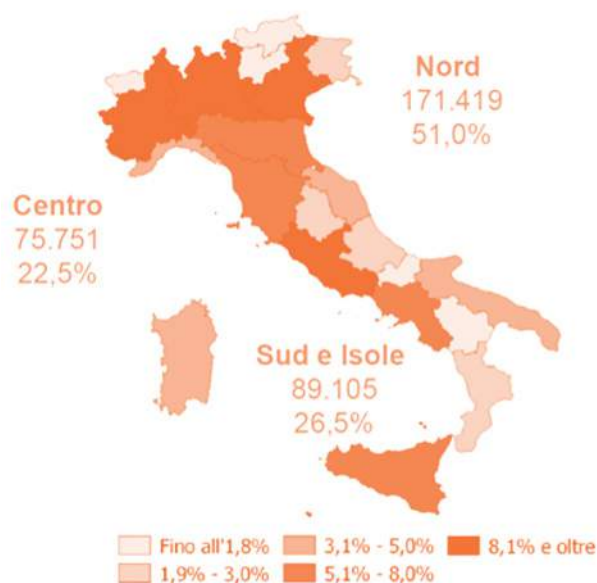 Nord
171.419
51,0%
Centro
75.751
22,5%
Sud e Isole
89.105
26,5%
Fino all'1,8%
3,1% - 5,0%
8,1% e oltre
1,9% - 3,0%
5,1% - 8,0%